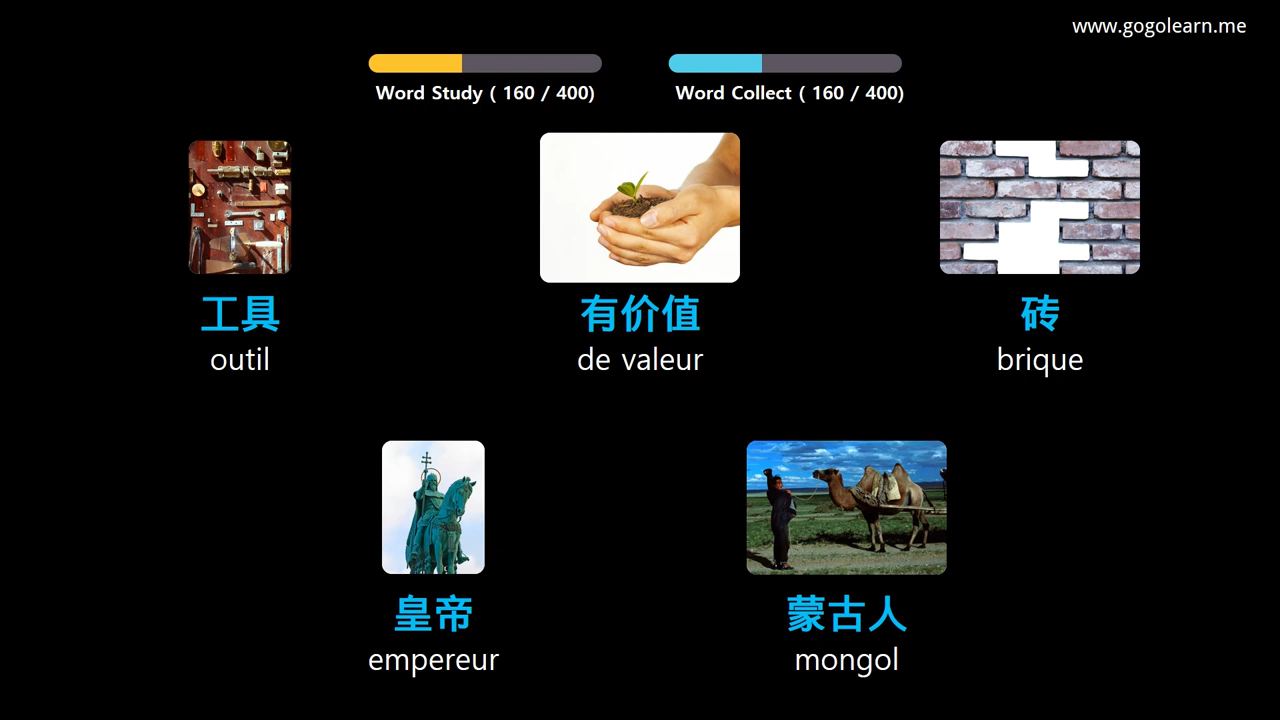 www.gogolearn.me
Word Study ( 160 / 400)
Word Collect ( 160 / 400)
工具
outil
有价值
de valeur
砖
brique
皇帝
empereur
蒙古人
mongol